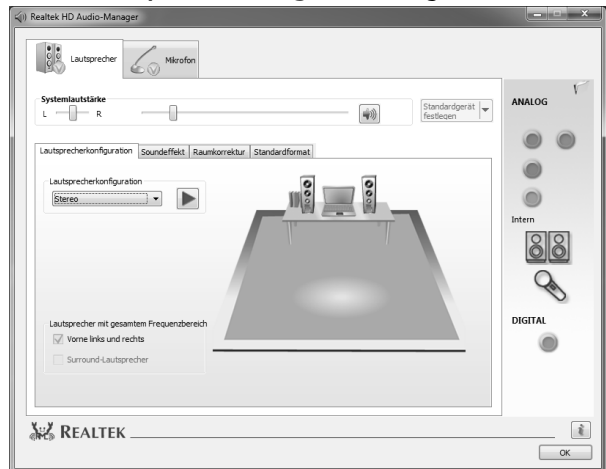 Realtek HD Audio-Manager
Lautsprecher
Mikrofon
Systemlautstärke
L
R
Standardgerät
festlegen
Lautsprecherkonfiguration
Soundeffekt
Raumkorrektur
Standardformat
Lautsprecherkonfiguration
Stereo
Lautsprecher mit gesamtem Frequenzbereich
Vorne links und rechts
Surround-Lautsprecher
ANALOG
Intern
DIGITAL
REALTEK
i
OK